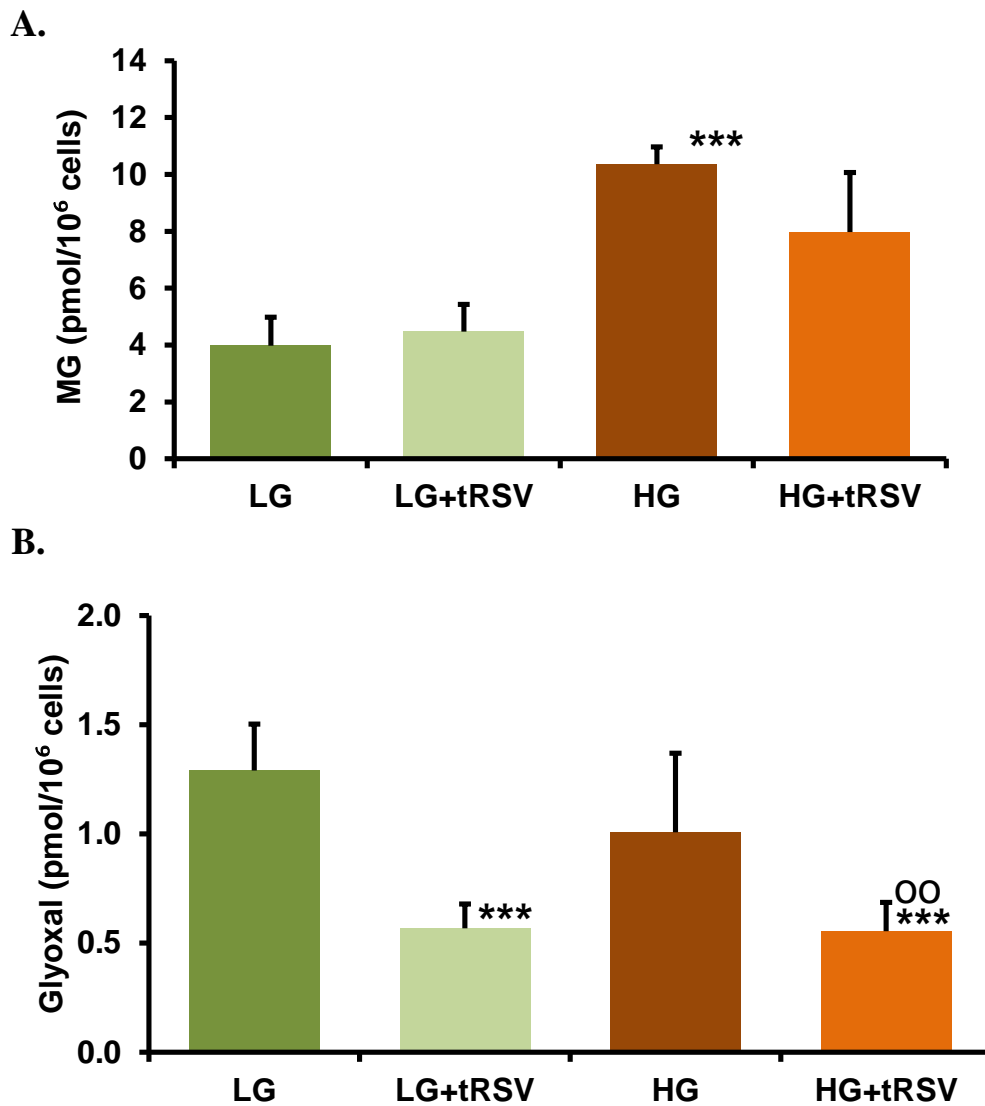 A.
14
12
10
8
6
4
2
0
MG (pmol/10⁶ cells)
***
LG LG+tRSV HG HG+tRSV
B.
2.0
1.5
1.0
0.5
0.0
Glyoxal (pmol/10⁶ cells)
***
OO
***
LG LG+tRSV HG HG+tRSV